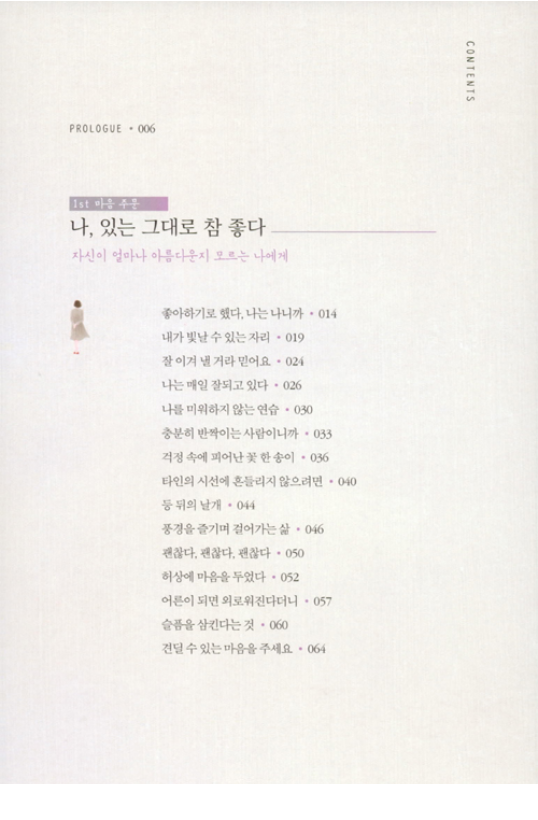 CONTENTS
PROLOGUE • 006
1st 마음 주문
나, 있는 그대로 참 좋다
자신이 얼마나 아름다운지 모르는 나에게
좋아하기로 했다, 나는 나니까 • 014
내가 빛날 수 있는 자리 • 019
잘 이겨 낼 거라 믿어요 • 024
나는 매일 잘되고 있다 • 026
나를 미워하지 않는 연습 • 030
충분히 반짝이는 사람이니까 • 033
걱정 속에 피어난 꽃 한 송이 • 036
타인의 시선에 흔들리지 않으려면 • 040
등 뒤의 날개 • 044
풍경을 즐기며 걸어가는 삶 • 046
괜찮다, 괜찮다, 괜찮다 • 050
허상에 마음을 두었다 • 052
어른이 되면 외로워진다더니 • 057
슬픔을 삼킨다는 것 • 060
견딜 수 있는 마음을 주세요 • 064